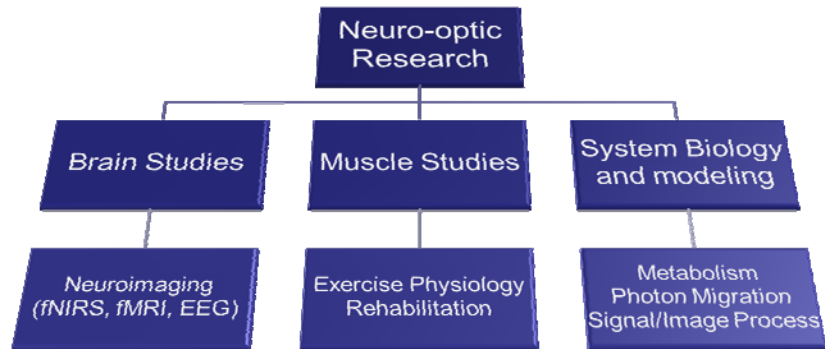 Neuro-optic
Research
Brain Studies
Muscle Studies
System Biology
and modeling
Neuroimaging
(fNIRS, fMRI, EEG)
Exercise Physiology
Rehabilitation
Metabolism
Photon Migration
Signal/Image Process